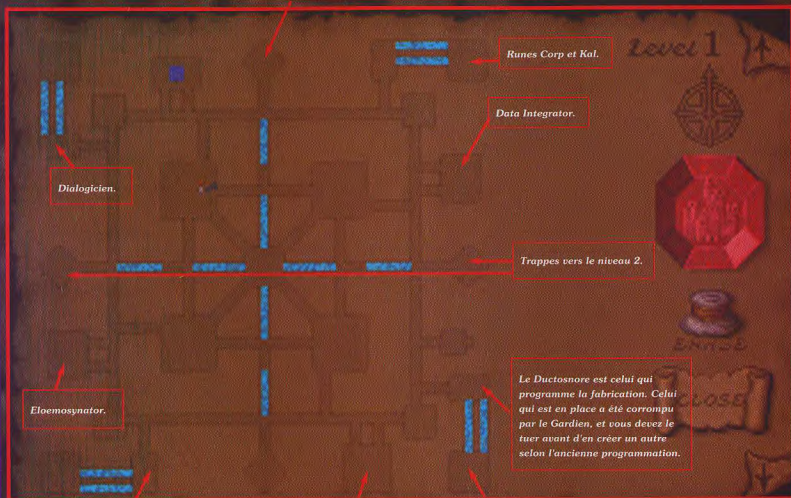 Level 1
Runes Corp et Kal.
Data Integrator.
Dialogicien.
Trappes vers le niveau 2.
ERASE
Le Ductosnore est celui qui
programme la fabrication. Celui
qui est en place a été corrompu
par le Gardien, et vous devez le
tuer avant d'en créer un autre
selon l'ancienne programmation.
CLOSE
Eloemosynator.